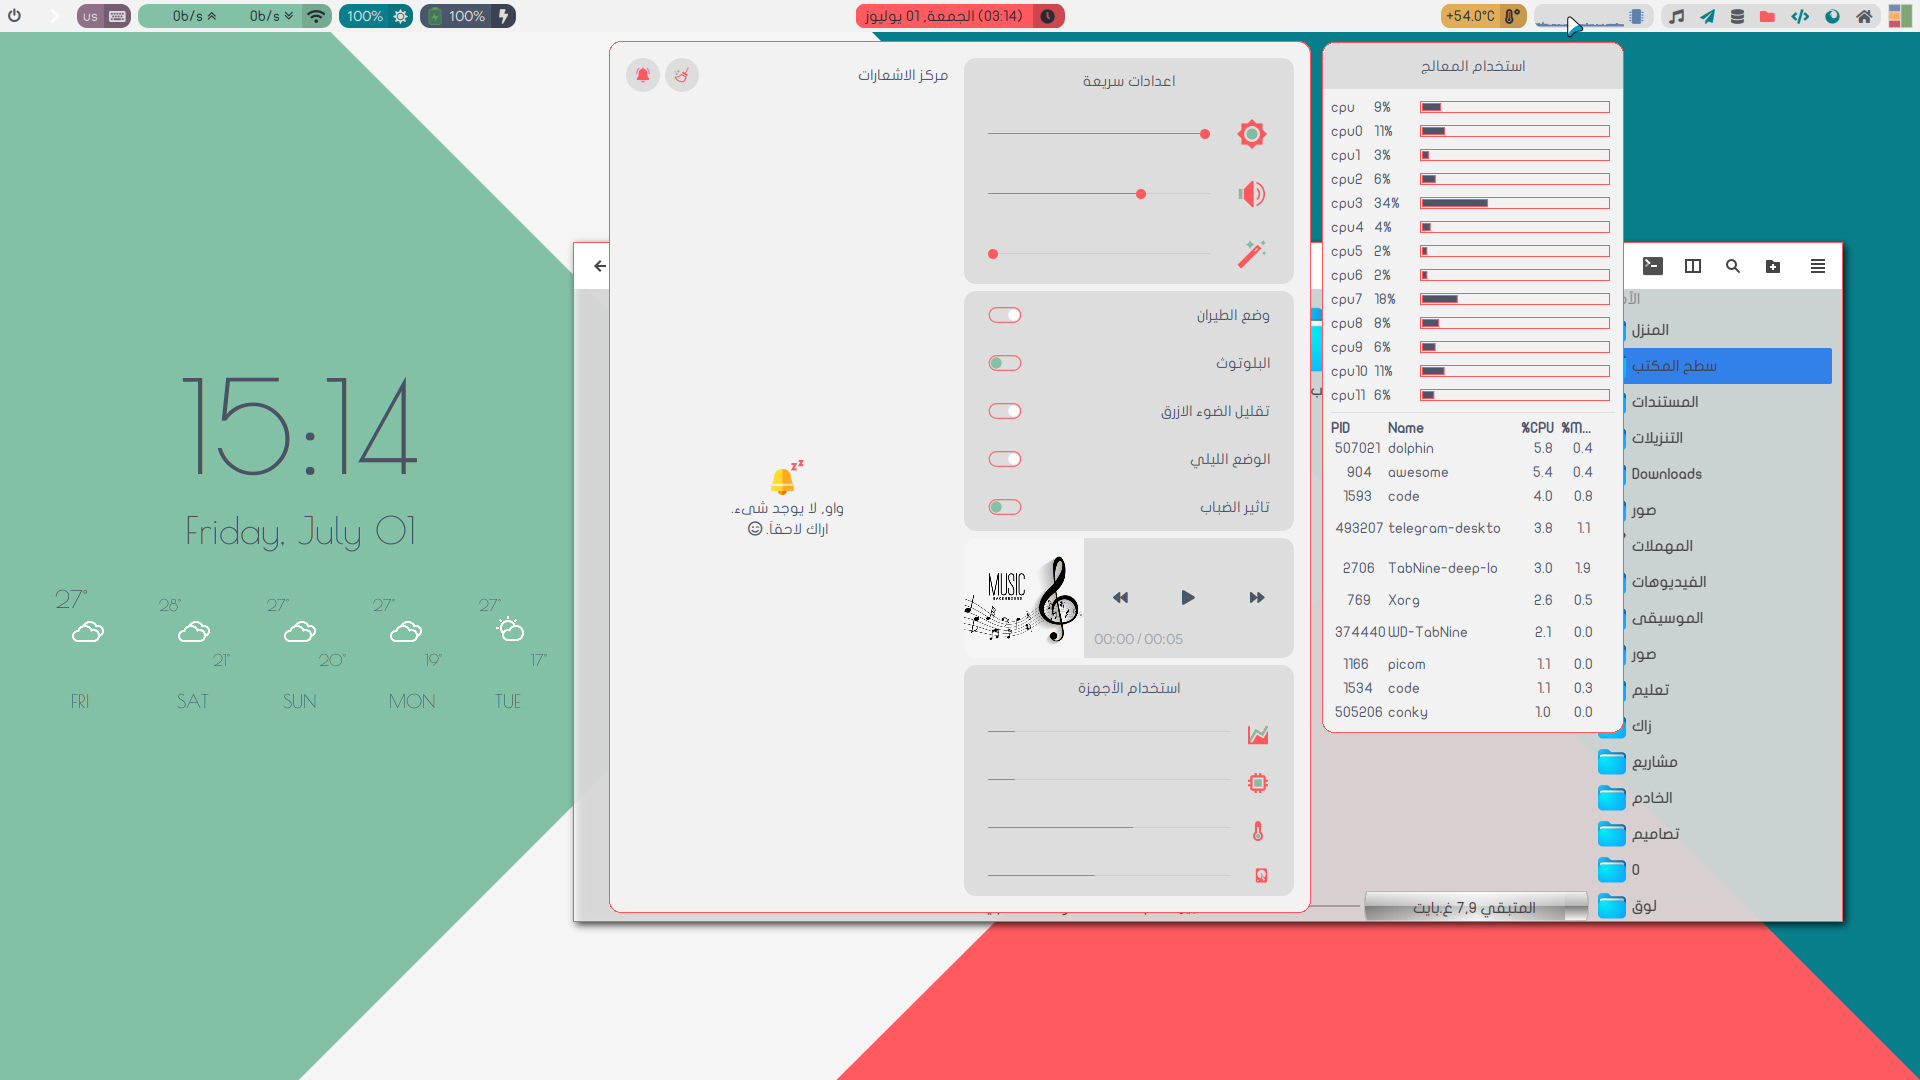 us
0b/s
0b/s
100%
100%
(03:14) الجمعة, 01 يوليوز
+54.0°C
15:14
Friday, July 01
27° 28° 27° 27° 27°
21° 20° 19° 17°
FRI SAT SUN MON TUE
مركز الاشعارات
واو, لا يوجد شيء.
اراك لاحقا.
اعدادات سريعة
وضع الطيران
البلوتوث
تقليل الضوء الازرق
الوضع الليلي
تاثير الضباب
MUSIC
BACKGROUND
00:00 / 00:05
استخدام الأجهزة
استخدام المعالج
cpu 9%
cpu0 11%
cpu1 3%
cpu2 6%
cpu3 34%
cpu4 4%
cpu5 2%
cpu6 2%
cpu7 18%
cpu8 8%
cpu9 6%
cpu10 11%
cpu11 6%
PID Name %CPU %M...
507021 dolphin 5.8 0.4
904 awesome 5.4 0.4
1593 code 4.0 0.8
493207 telegram-deskto 3.8 1.1
2706 TabNine-deep-lo 3.0 1.9
769 Xorg 2.6 0.5
374440 WD-TabNine 2.1 0.0
1166 picom 1.1 0.0
1534 code 1.1 0.3
505206 conky 1.0 0.0
المنزل
سطح المكتب
المستندات
التنزيلات
Downloads
صور
المهملات
الفيديوهات
الموسيقى
صور
تعليم
زاك
مشاريع
الخادم
تصاميم
0
لوق
المتبقي 7,9 غ.بايت